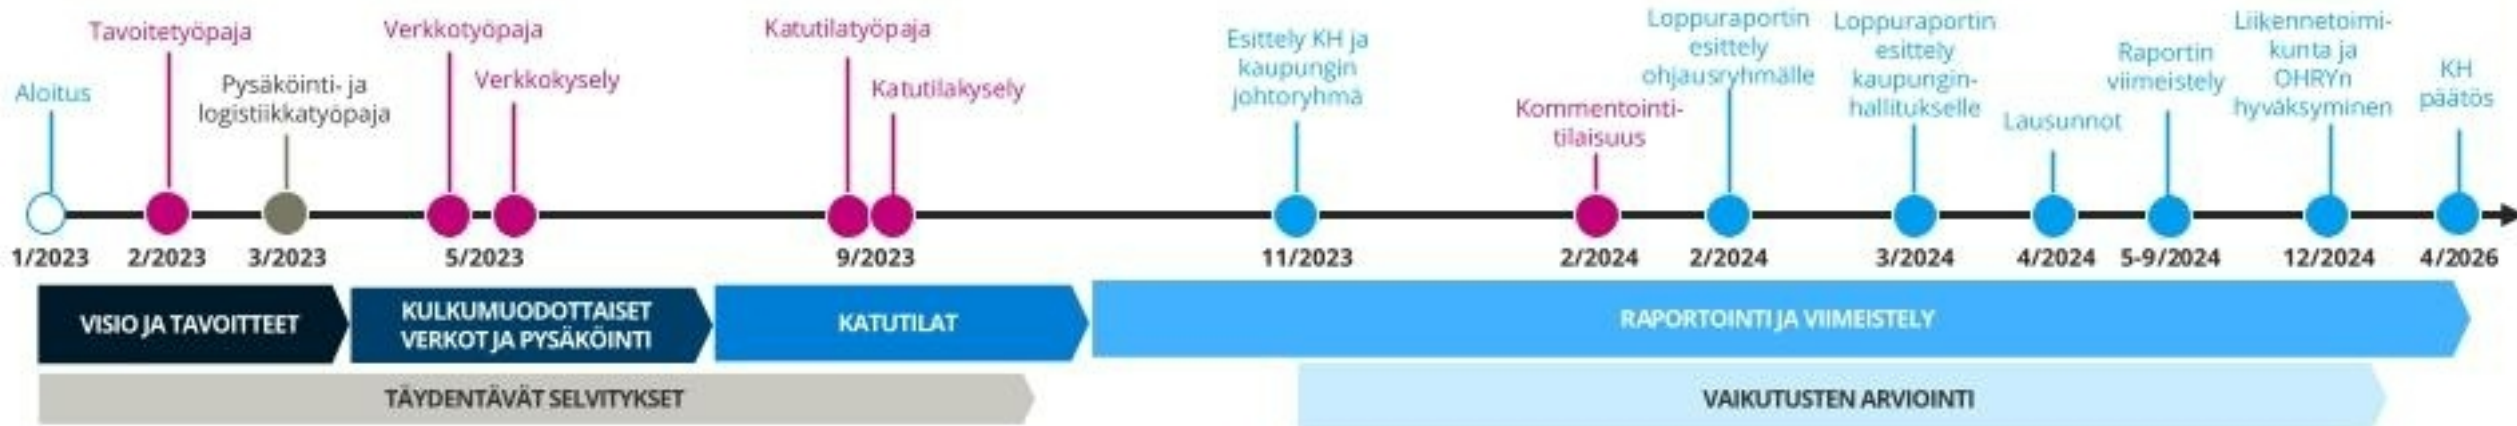 Aloitus
Tavoitetyöpaja
Pysäköinti- ja
logistiikkatyöpaja
Verkkotyöpaja
Verkkokysely
Katutilatyöpaja
Katutilakysely
Esittely KH ja
kaupungin
johtoryhmä
Kommentointi-
tilaisuus
Loppuraportin
esittely
ohjausryhmälle
Loppuraportin
esittely
kaupungin-
hallitukselle
Lausunnot
Raportin
viimeistely
Liikennetoimi-
kunta ja
OHRYn
hyväksyminen
KH
päätös
1/2023
2/2023
3/2023
5/2023
9/2023
11/2023
2/2024
2/2024
3/2024
4/2024
5-9/2024
12/2024
4/2026
VISIO JA TAVOITTEET
KULKUMUODOTTAISET
VERKOT JA PYSÄKÖINTI
KATUTILAT
RAPORTOINTI JA VIIMEISTELY
TÄYDENTÄVÄT SELVITYKSET
VAIKUTUSTEN ARVIOINTI